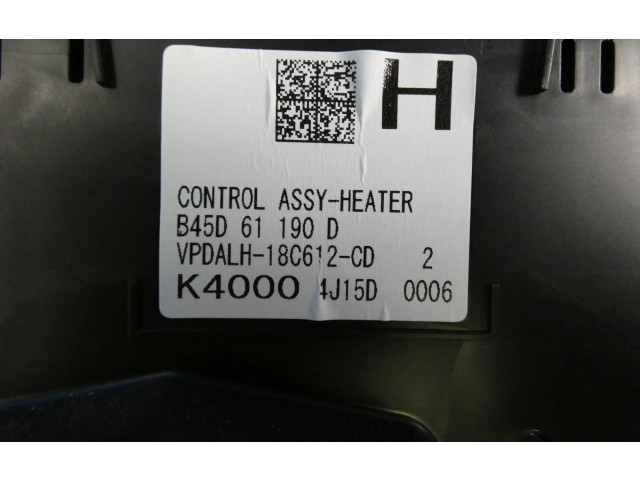 H
CONTROL ASSY-HEATER
B45D 61 190 D
VPDALH-18C612-CD 2
K4000 4J15D 0006